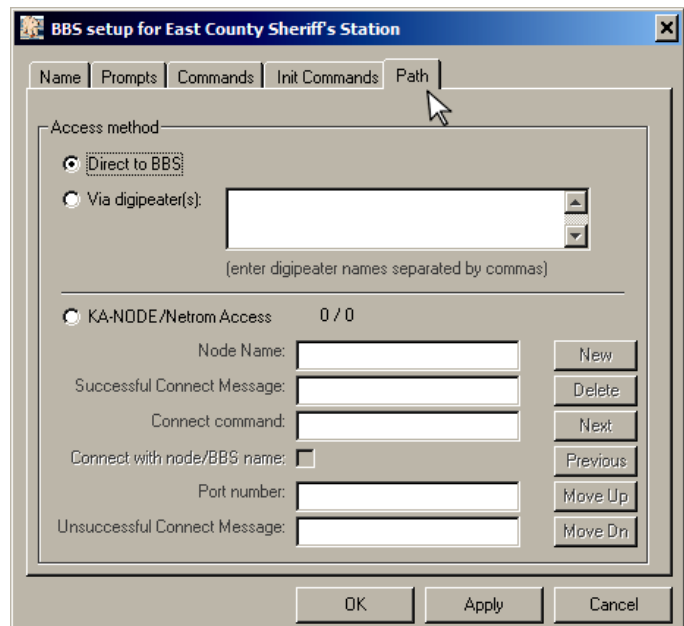 BBS setup for East County Sheriff's Station
Name Prompts Commands Init Commands Path
Access method
Direct to BBS
Via digipeater(s):
(enter digipeater names separated by commas)
KA-NODE/Netrom Access 0 / 0
Node Name: New
Successful Connect Message: Delete
Connect command: Next
Connect with node/BBS name: Previous
Port number: Move Up
Unsuccessful Connect Message: Move Dn
OK Apply Cancel